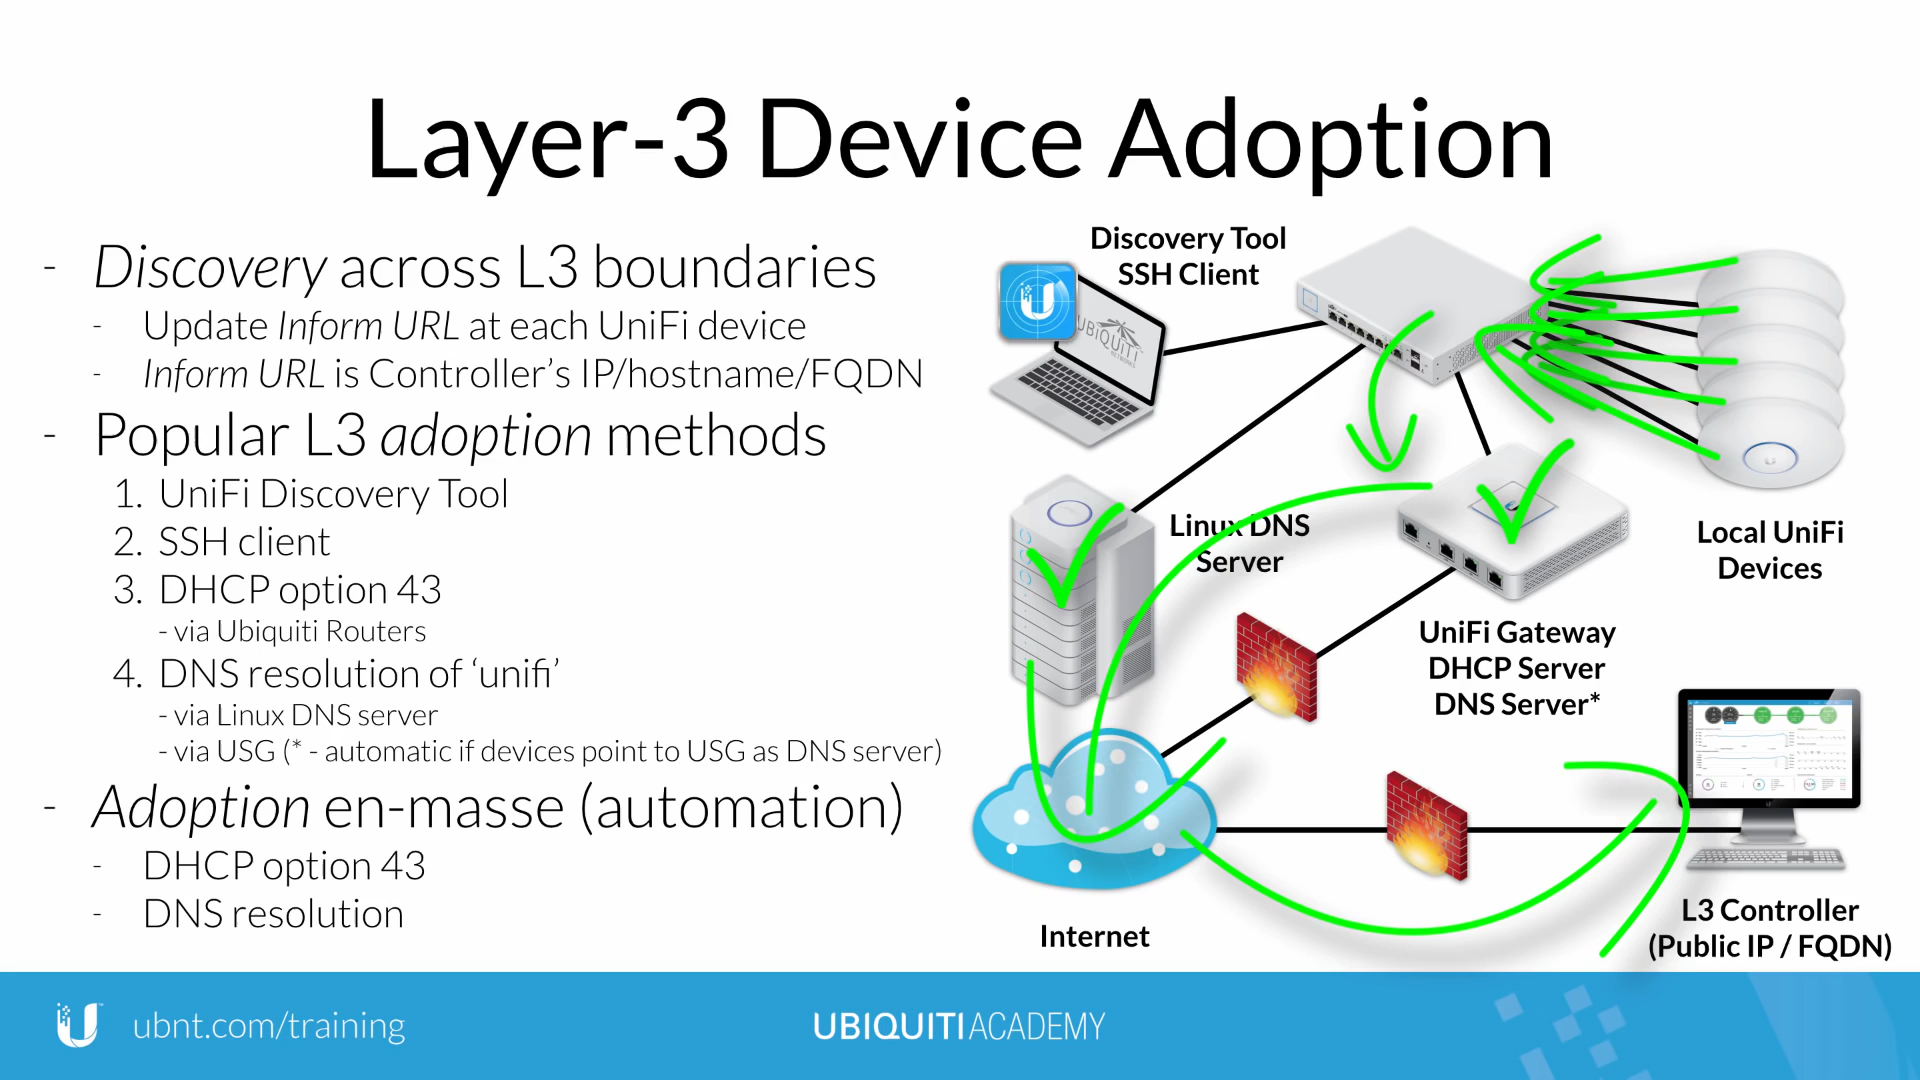 Layer-3 Device Adoption
- Discovery across L3 boundaries
- Update Inform URL at each UniFi device
- Inform URL is Controller's IP/hostname/FQDN
- Popular L3 adoption methods
1. UniFi Discovery Tool
2. SSH client
3. DHCP option 43
- via Ubiquiti Routers
4. DNS resolution of ‘unifi’
- via Linux DNS server
- via USG (* - automatic if devices point to USG as DNS server)
- Adoption en-masse (automation)
- DHCP option 43
- DNS resolution
Discovery Tool
SSH Client
UBIQUITI
NETWORKS
Linux DNS
Server
Local UniFi
Devices
UniFi Gateway
DHCP Server
DNS Server*
Internet
L3 Controller
(Public IP / FQDN)
ubnt.com/training
UBIQUITI ACADEMY